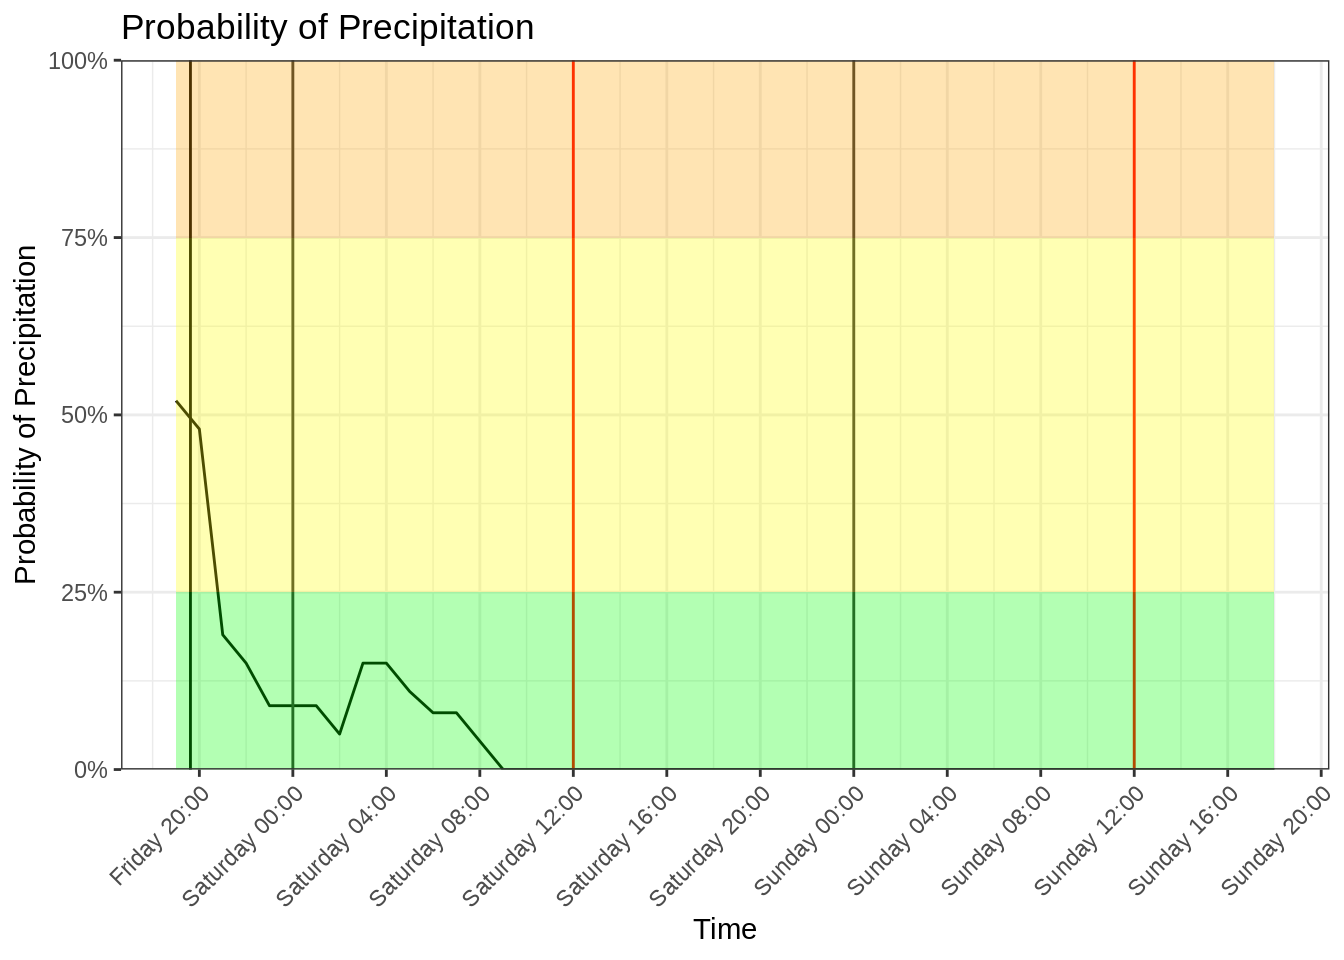 Probability of Precipitation
Probability of Precipitation
100%
75%
50%
25%
0%
Friday 20:00
Saturday 00:00
Saturday 04:00
Saturday 08:00
Saturday 12:00
Saturday 16:00
Saturday 20:00
Sunday 00:00
Sunday 04:00
Sunday 08:00
Sunday 12:00
Sunday 16:00
Sunday 20:00
Time